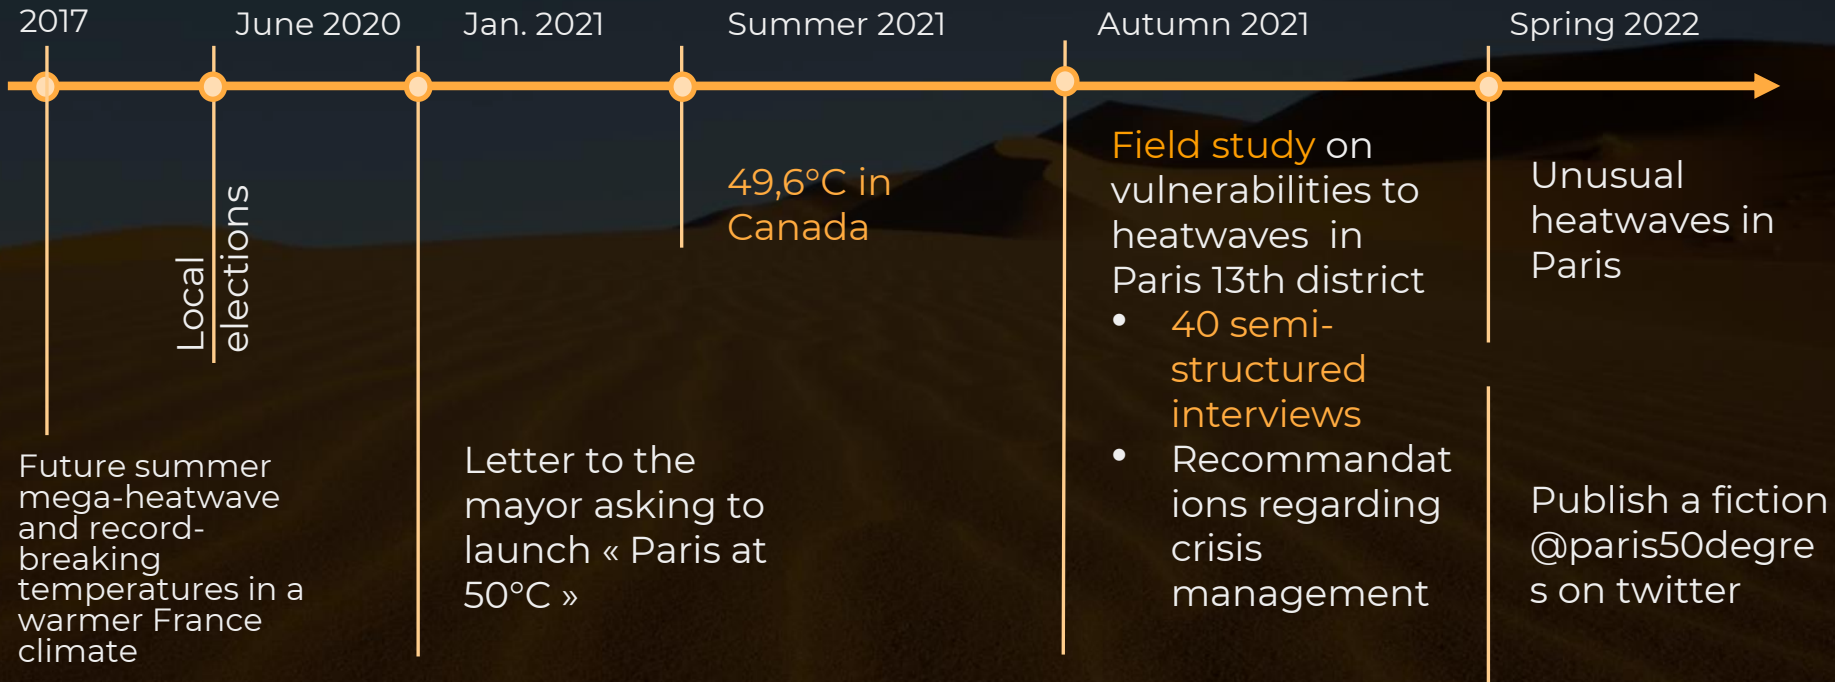 2017
June 2020
Jan. 2021
Summer 2021
Autumn 2021
Spring 2022
Future summer
mega-heatwave
and record-
breaking
temperatures in a
warmer France
climate
Local
elections
Letter to the
mayor asking to
launch « Paris at
50°C »
49,6°C in
Canada
Field study on
vulnerabilities to
heatwaves in
Paris 13th district
• 40 semi-
structured
interviews
• Recommandat
ions regarding
crisis
management
Unusual
heatwaves in
Paris
Publish a fiction
@paris50degre
s on twitter